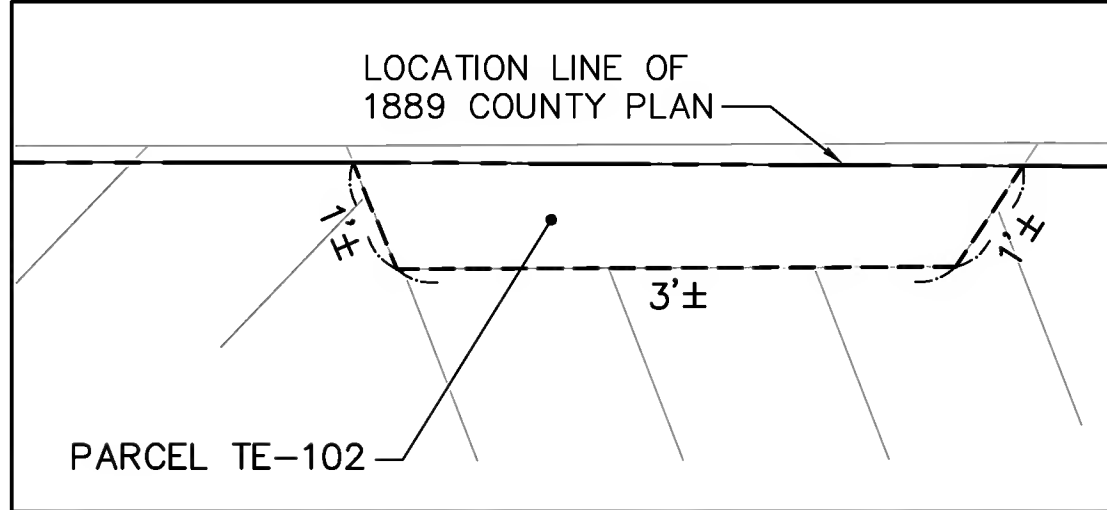 LOCATION LINE OF
1889 COUNTY PLAN
1'±
1'±
3'±
PARCEL TE-102